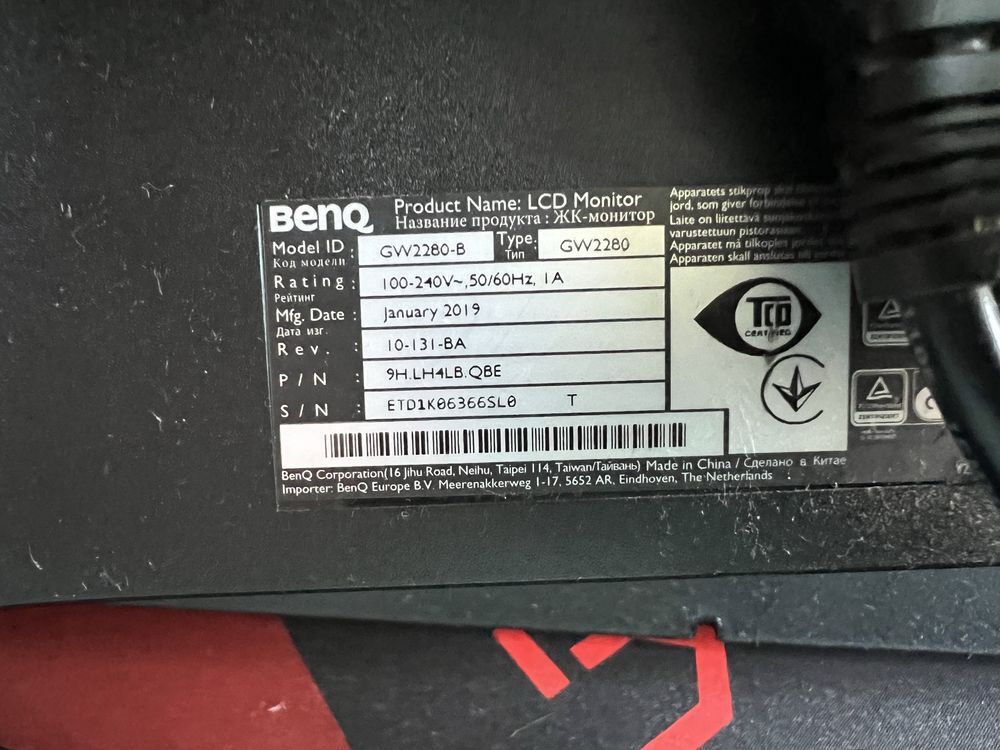 BenQ
Product Name: LCD Monitor
Название продукта : ЖК-монитор
Model ID : GW2280-B Type: GW2280
Код модели Тип
Rating : 100-240V~,50/60Hz, 1A
Рейтинг
Mfg. Date : January 2019
Дата изг.
Rev. : 10-131-BA
P/N : 9H.LH4LB.QBE
S/N : ETD1K06366SL0 T
BenQ Corporation(16 Jihu Road, Neihu, Taipei 114, Taiwan/Тайвань) Made in China / Сделано в Китае
Importer: BenQ Europe B.V. Meerenakkerweg 1-17, 5652 AR, Eindhoven, The Netherlands
Apparatets stikprop skal
jord, som giver forbindelse
Laite on liitettävä
varustettuun pistorasiaan
Apparatet må tilkoples jordet
Apparaten skall anslutas till
TCO
CERTIFIED